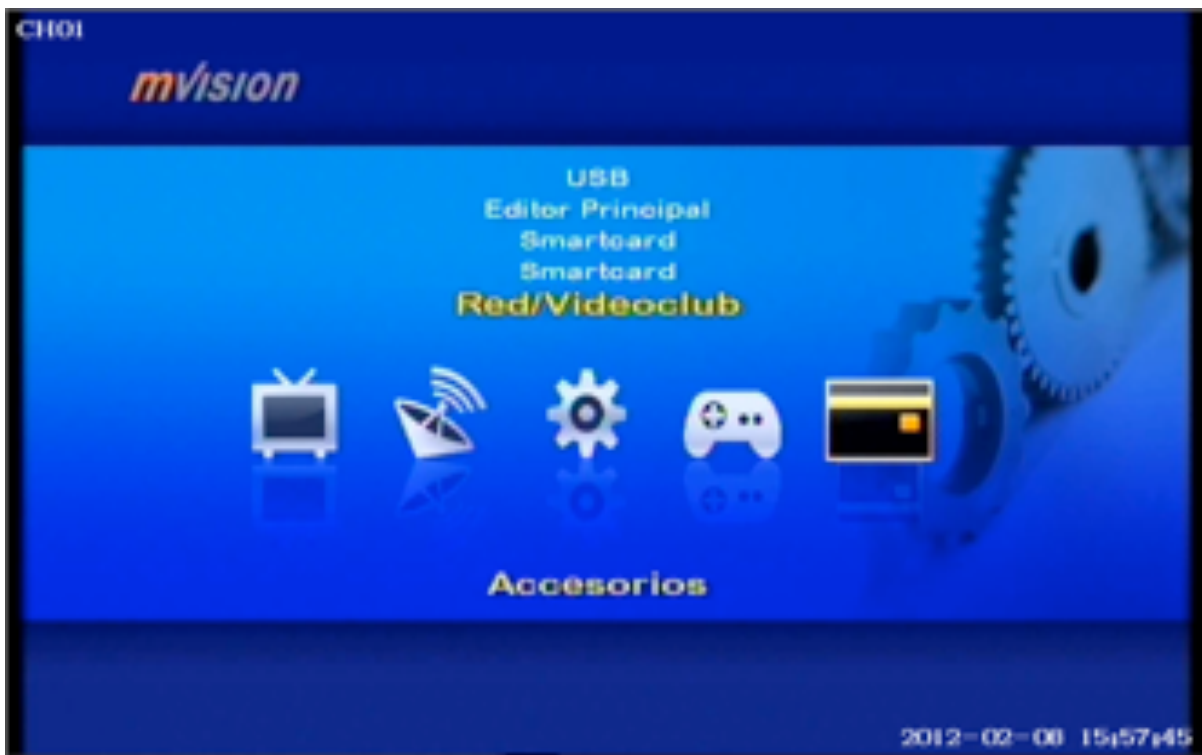 CH01
mvision
USB
Editor Principal
Smartcard
Smartcard
Red/Videoclub
Accesorios
2012-02-08 15:57:45